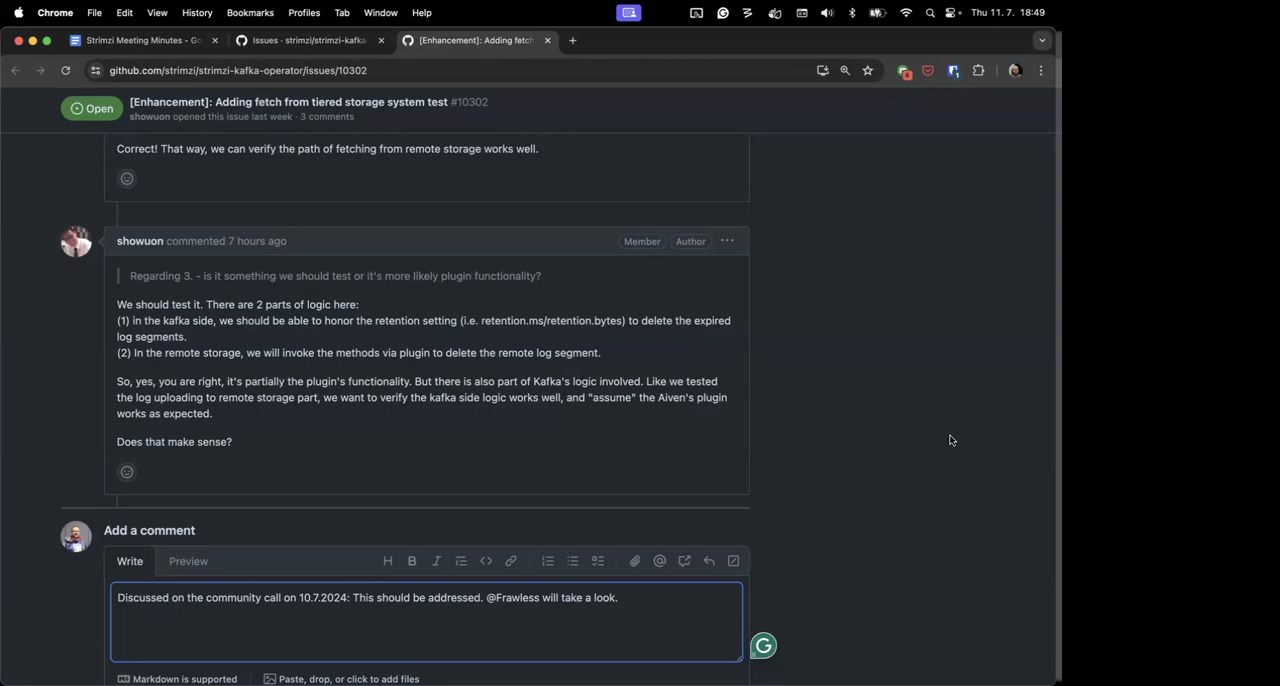 Chrome File Edit View History Bookmarks Profiles Tab Window Help Thu 11. 7. 18:49
Strimzi Meeting Minutes - Go Issues · strimzi/strimzi-kafka [Enhancement]: Adding fetch
github.com/strimzi/strimzi-kafka-operator/issues/10302
Open
[Enhancement]: Adding fetch from tiered storage system test #10302
showuon opened this issue last week · 3 comments
Correct! That way, we can verify the path of fetching from remote storage works well.
showuon commented 7 hours ago Member Author
Regarding 3. - is it something we should test or it's more likely plugin functionality?
We should test it. There are 2 parts of logic here:
(1) in the kafka side, we should be able to honor the retention setting (i.e. retention.ms/retention.bytes) to delete the expired
log segments.
(2) In the remote storage, we will invoke the methods via plugin to delete the remote log segment.
So, yes, you are right, it's partially the plugin's functionality. But there is also part of Kafka's logic involved. Like we tested
the log uploading to remote storage part, we want to verify the kafka side logic works well, and "assume" the Aiven's plugin
works as expected.
Does that make sense?
Add a comment
Write Preview
Discussed on the community call on 10.7.2024: This should be addressed. @Frawless will take a look.
Markdown is supported Paste, drop, or click to add files